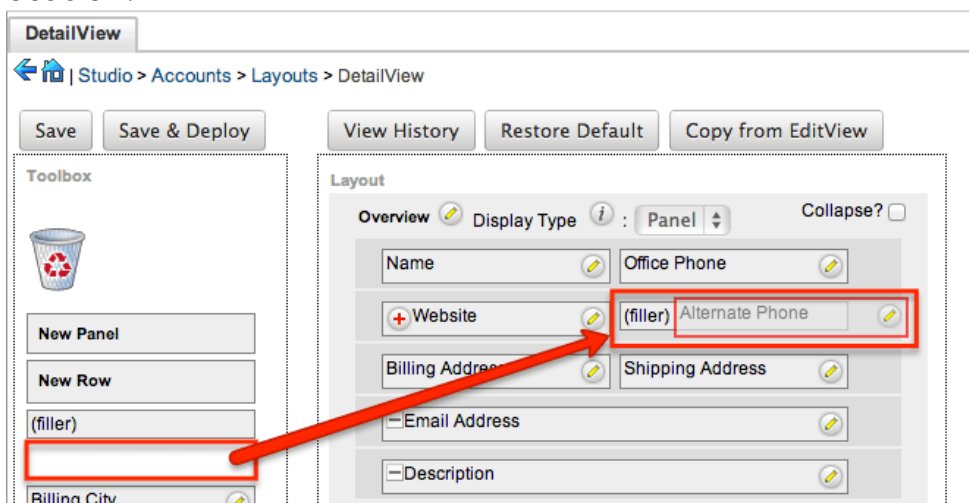 DetailView
| Studio > Accounts > Layouts > DetailView
Save Save & Deploy View History Restore Default Copy from EditView
Toolbox
Layout
Overview Display Type i : Panel Collapse?
Name Office Phone
Website (filler) Alternate Phone
New Panel
Billing Address Shipping Address
New Row
(filler)
Email Address
Description
Billing City